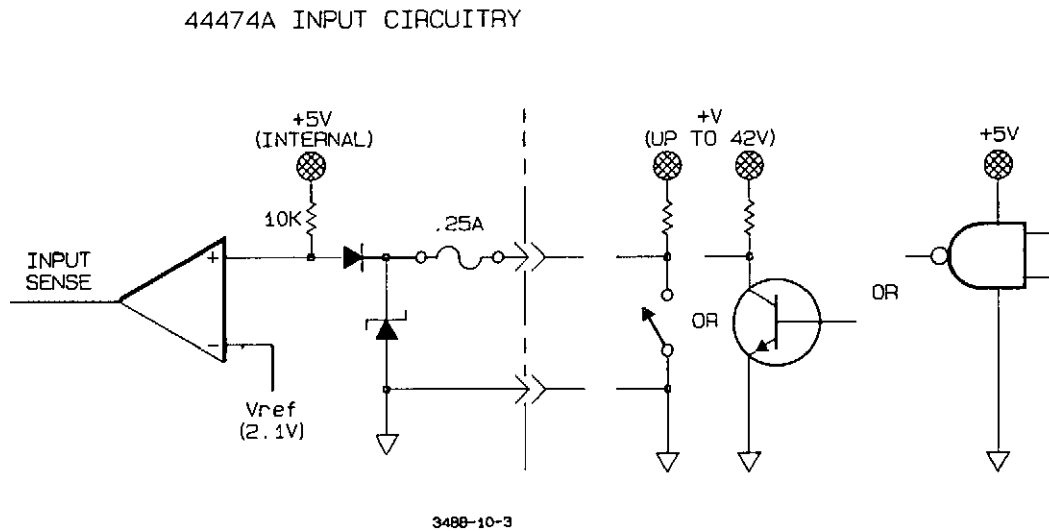 44474A INPUT CIRCUITRY
+5V
(INTERNAL)
+V
(UP TO 42V)
+5V
10K
.25A
INPUT
SENSE
+
OR
OR
−
Vref
(2.1V)
3488-10-3